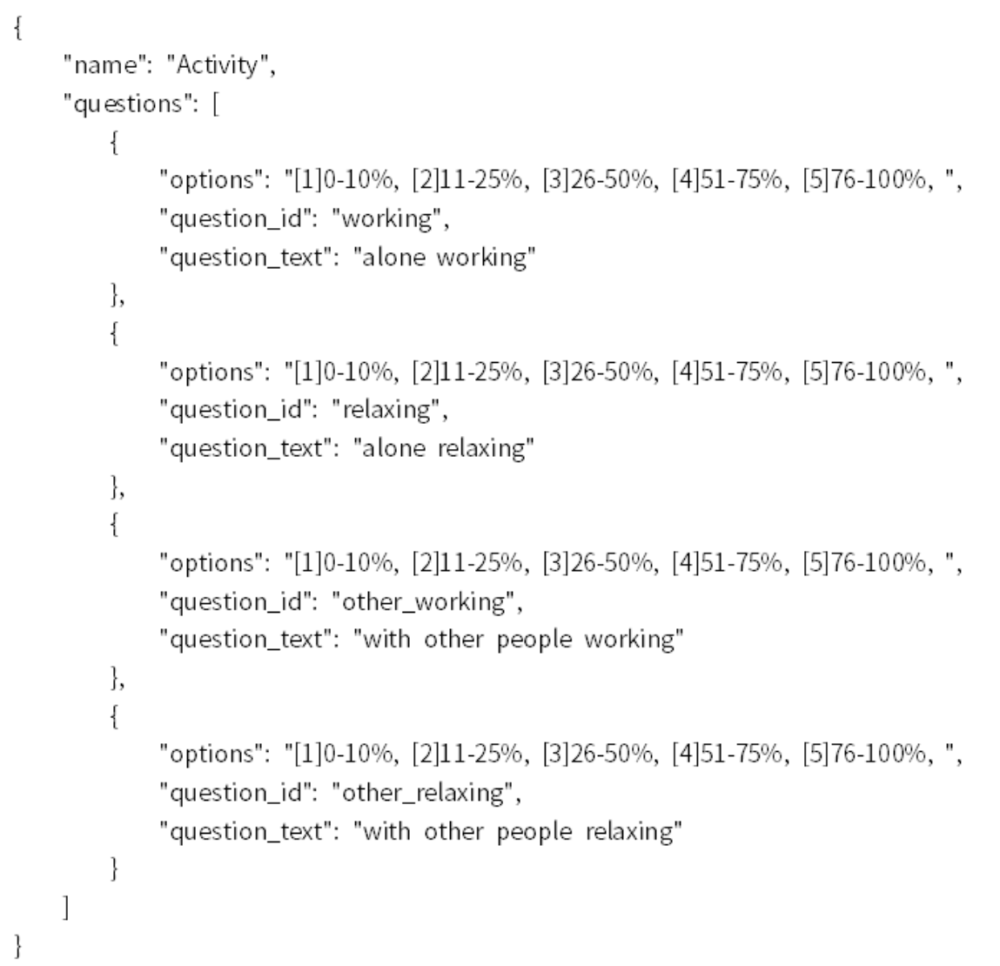 {
"name": "Activity",
"questions": [
{
"options": "[1]0-10%, [2]11-25%, [3]26-50%, [4]51-75%, [5]76-100%, ",
"question_id": "working",
"question_text": "alone working"
},
{
"options": "[1]0-10%, [2]11-25%, [3]26-50%, [4]51-75%, [5]76-100%, ",
"question_id": "relaxing",
"question_text": "alone relaxing"
},
{
"options": "[1]0-10%, [2]11-25%, [3]26-50%, [4]51-75%, [5]76-100%, ",
"question_id": "other_working",
"question_text": "with other people working"
},
{
"options": "[1]0-10%, [2]11-25%, [3]26-50%, [4]51-75%, [5]76-100%, ",
"question_id": "other_relaxing",
"question_text": "with other people relaxing"
}
]
}